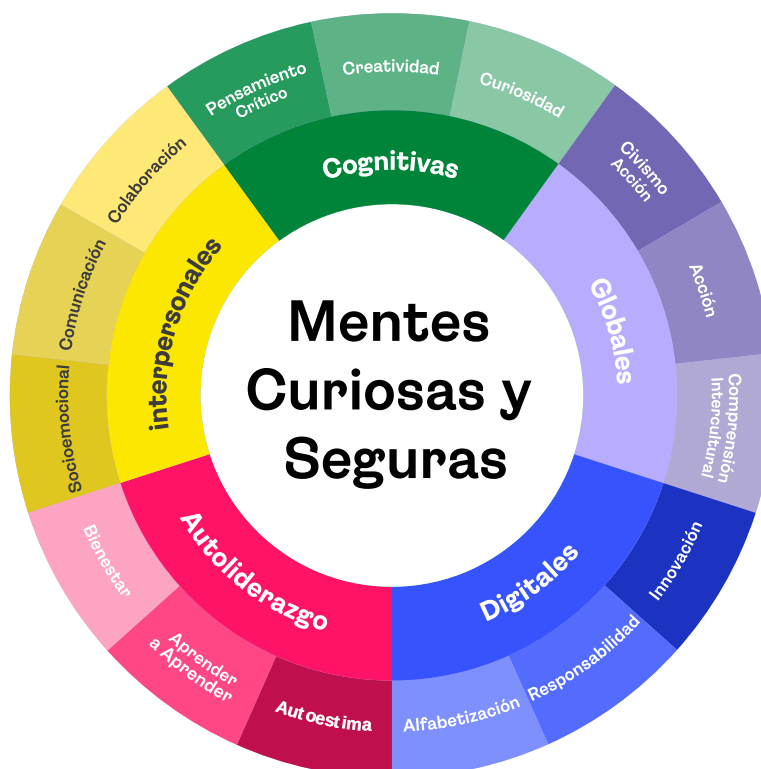 Mentes
Curiosas y
Seguras
Cognitivas
Pensamiento
Crítico
Creatividad
Curiosidad
Globales
Civismo
Acción
Acción
Comprensión
Intercultural
Digitales
Innovación
Responsabilidad
Alfabetización
Autoliderazgo
Autoestima
Aprender
a Aprender
Bienestar
interpersonales
Socioemocional
Comunicación
Colaboración